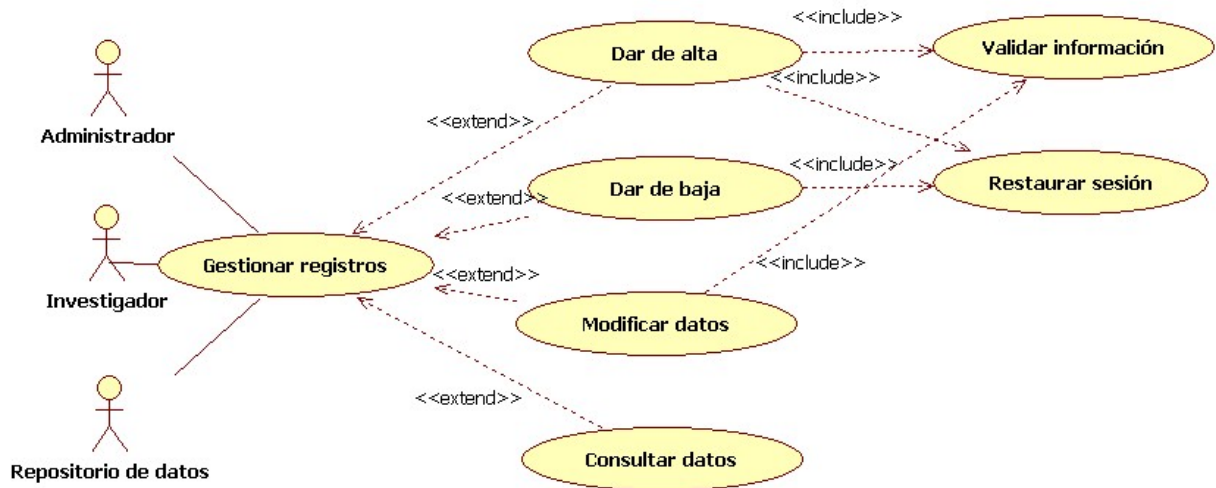 <<include>>
Dar de alta
Validar información
<<include>>
Administrador
<<extend>>
Dar de baja
<<include>>
Restaurar sesión
<<extend>>
Gestionar registros
<<extend>>
<<include>>
Investigador
Modificar datos
<<extend>>
Consultar datos
Repositorio de datos